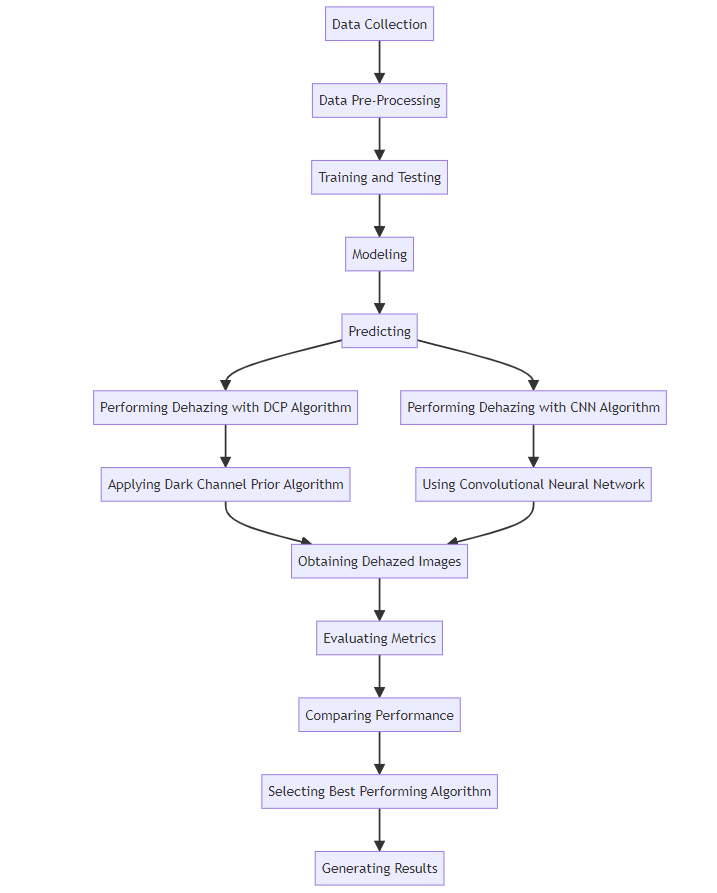 Data Collection
Data Pre-Processing
Training and Testing
Modeling
Predicting
Performing Dehazing with DCP Algorithm
Performing Dehazing with CNN Algorithm
Applying Dark Channel Prior Algorithm
Using Convolutional Neural Network
Obtaining Dehazed Images
Evaluating Metrics
Comparing Performance
Selecting Best Performing Algorithm
Generating Results